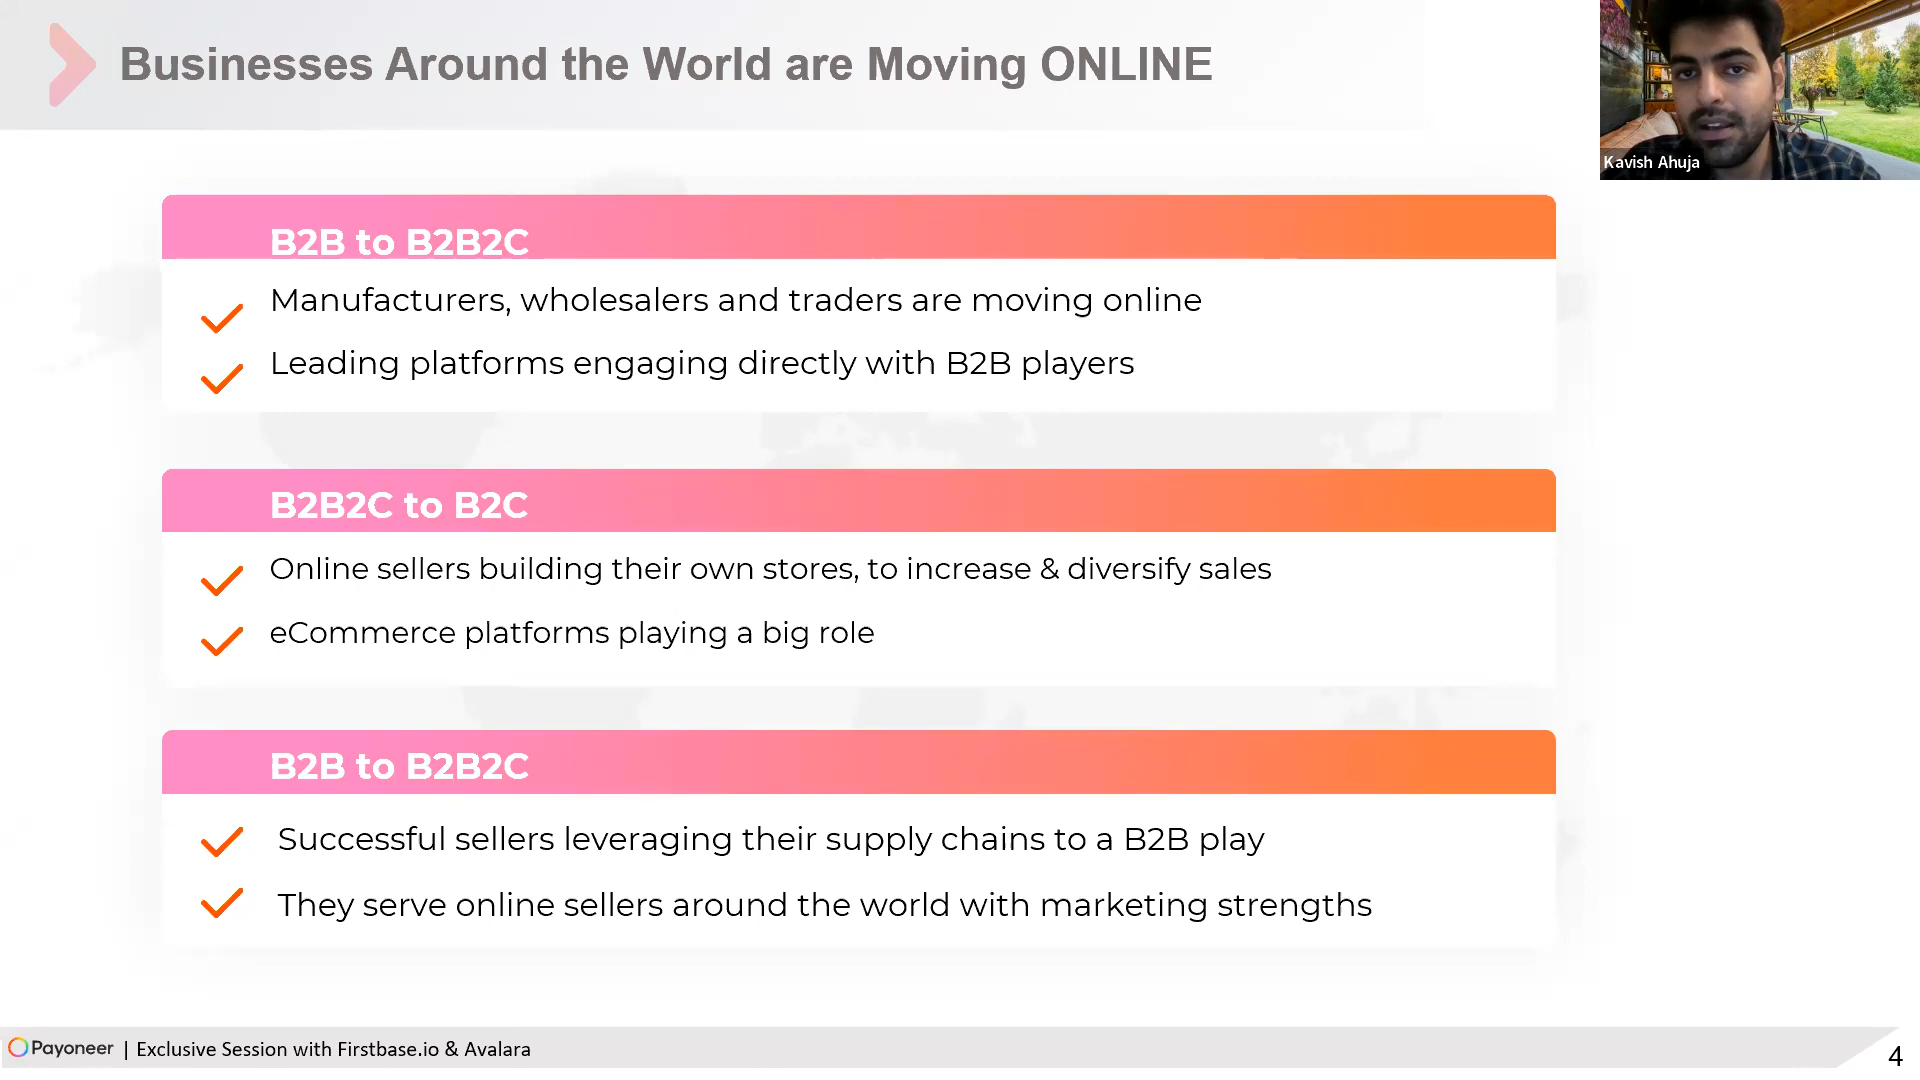 Businesses Around the World are Moving ONLINE
Kavish Ahuja
B2B to B2B2C
Manufacturers, wholesalers and traders are moving online
Leading platforms engaging directly with B2B players
B2B2C to B2C
Online sellers building their own stores, to increase & diversify sales
eCommerce platforms playing a big role
B2B to B2B2C
Successful sellers leveraging their supply chains to a B2B play
They serve online sellers around the world with marketing strengths
Payoneer | Exclusive Session with Firstbase.io & Avalara
4